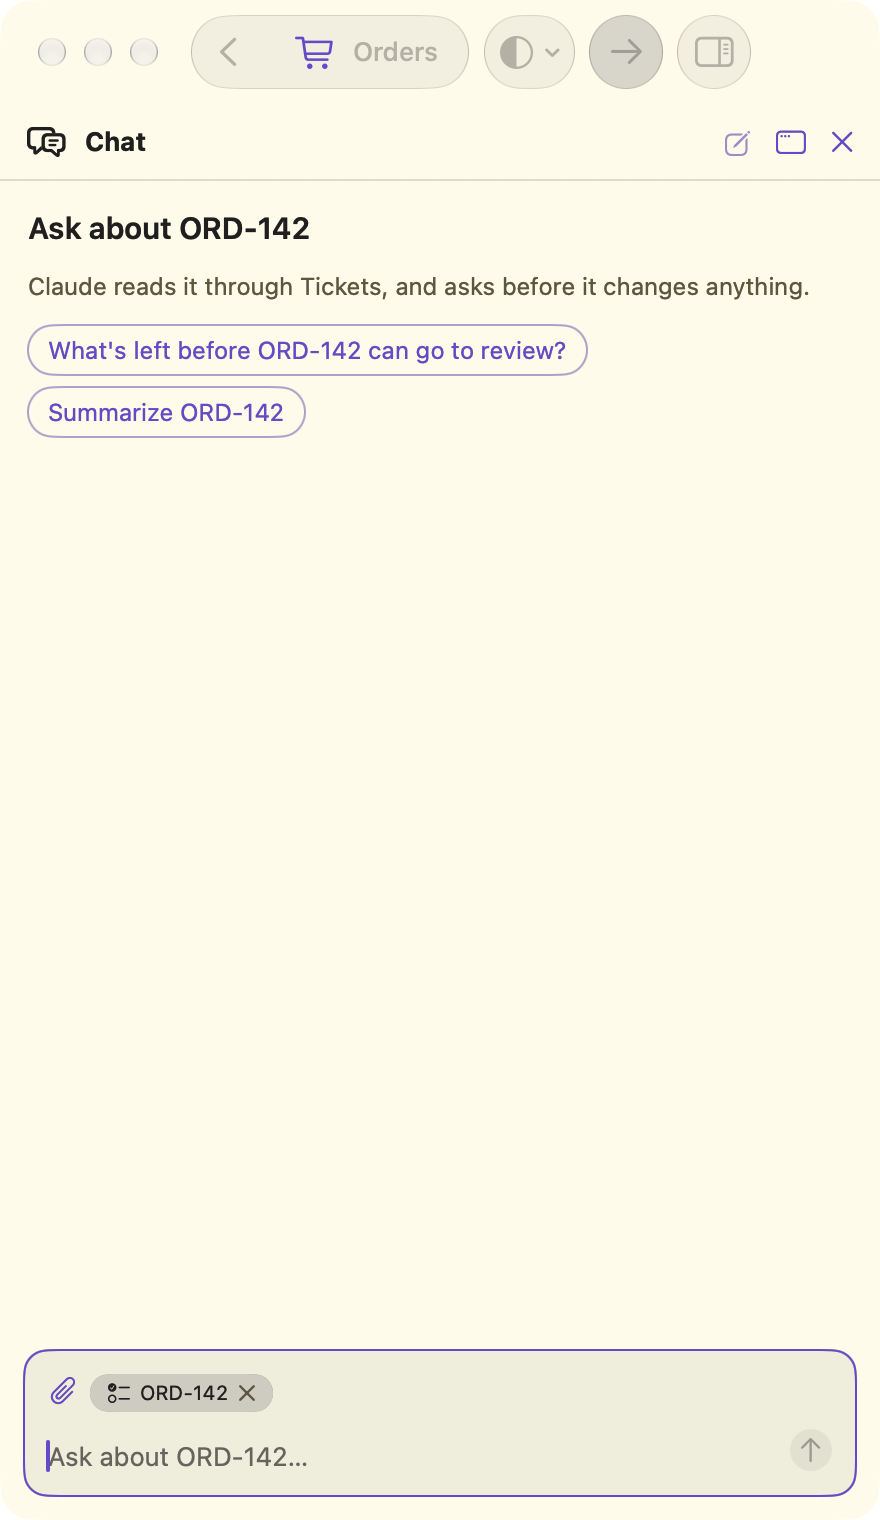 Orders
Chat
Ask about ORD-142
Claude reads it through Tickets, and asks before it changes anything.
What's left before ORD-142 can go to review?
Summarize ORD-142
ORD-142
Ask about ORD-142...